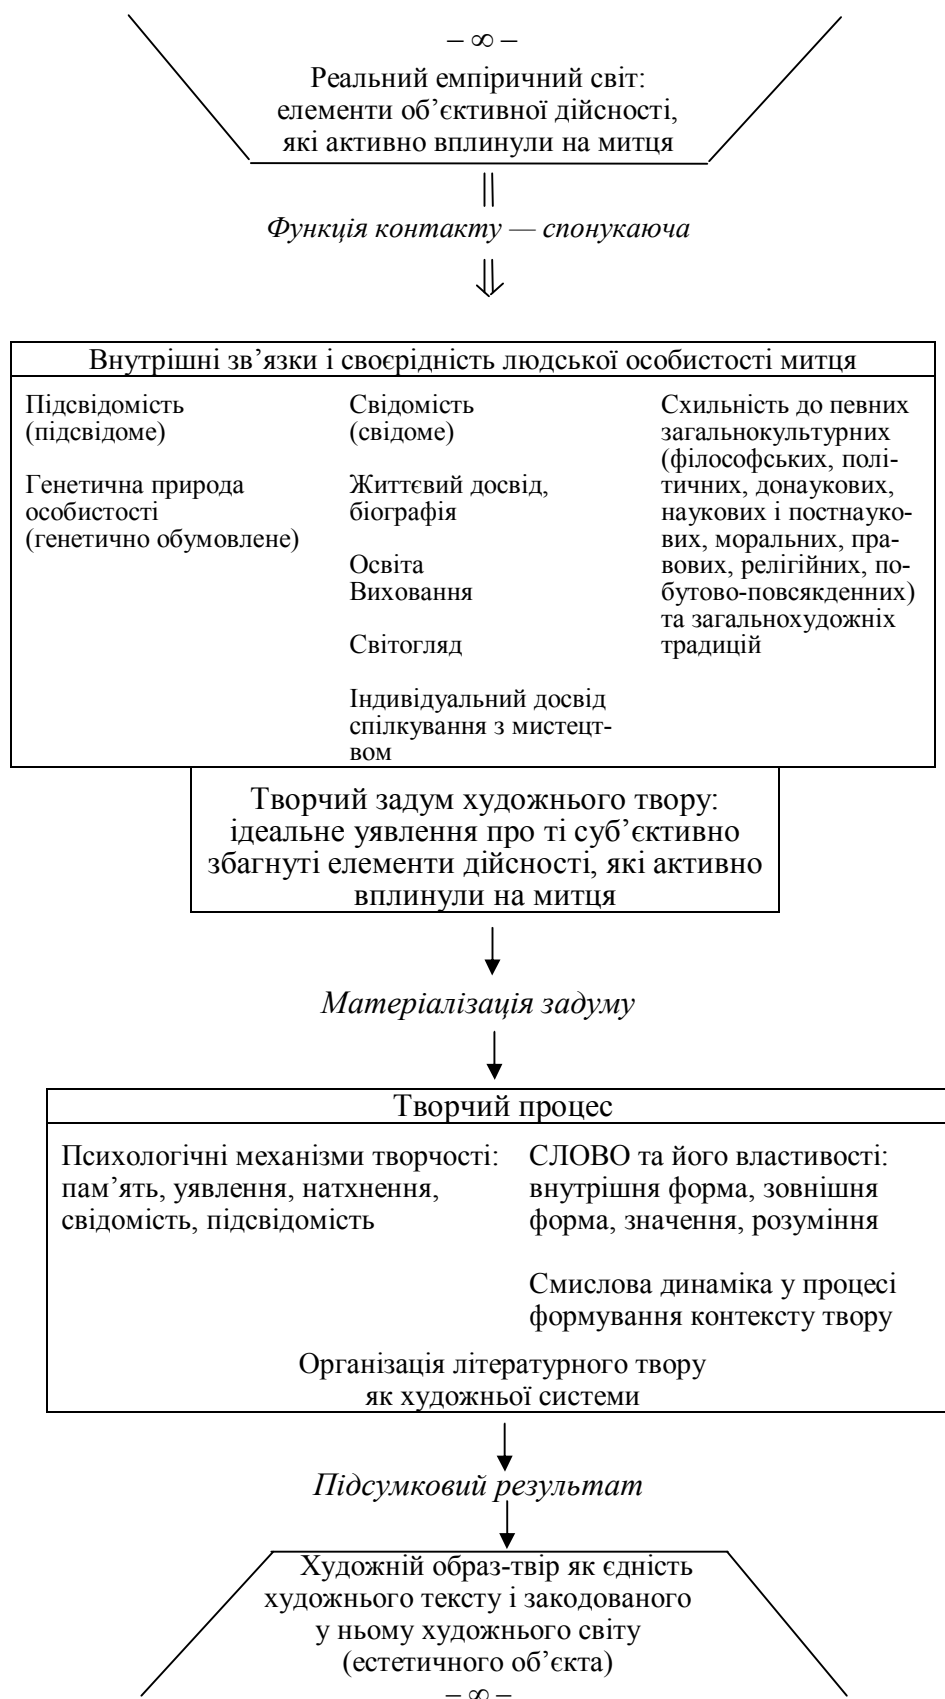 – ∞ –
Реальний емпіричний світ:
елементи об’єктивної дійсності,
які активно вплинули на митця
Функція контакту — спонукаюча
Внутрішні зв’язки і своєрідність людської особистості митця
Підсвідомість
(підсвідоме)
Генетична природа
особистості
(генетично обумовлене)
Свідомість
(свідоме)
Життєвий досвід,
біографія
Освіта
Виховання
Світогляд
Індивідуальний досвід
спілкування з мистецт-
вом
Схильність до певних
загальнокультурних
(філософських, полі-
тичних, донаукових,
наукових і постнауко-
вих, моральних, пра-
вових, релігійних, по-
бутово-повсякденних)
та загальнохудожніх
традицій
Творчий задум художнього твору:
ідеальне уявлення про ті суб’єктивно
збагнуті елементи дійсності, які активно
вплинули на митця
Матеріалізація задуму
Творчий процес
Психологічні механізми творчості:
пам’ять, уявлення, натхнення,
свідомість, підсвідомість
СЛОВО та його властивості:
внутрішня форма, зовнішня
форма, значення, розуміння
Смислова динаміка у процесі
формування контексту твору
Організація літературного твору
як художньої системи
Підсумковий результат
Художній образ-твір як єдність
художнього тексту і закодованого
у ньому художнього світу
(естетичного об’єкта)
– ∞ –